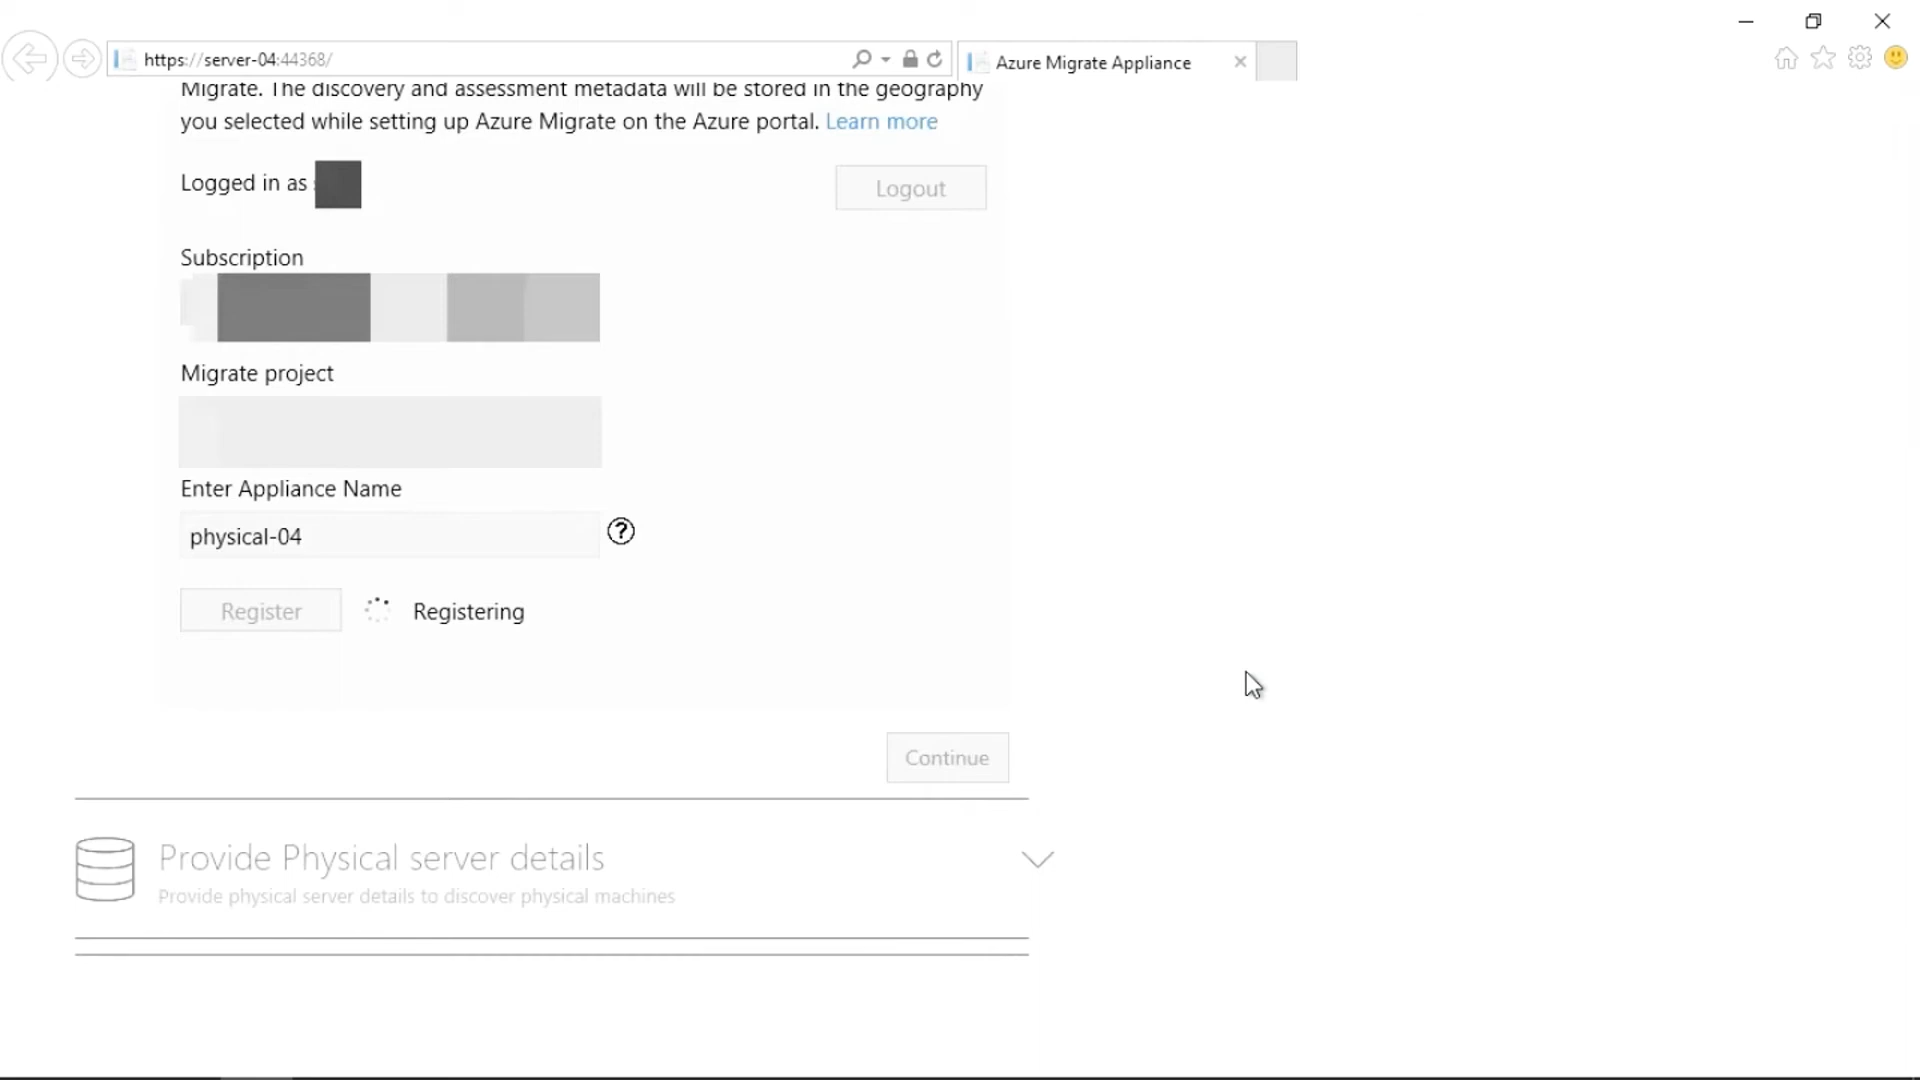 https://server-04:44368/
Azure Migrate Appliance
Migrate. The discovery and assessment metadata will be stored in the geography
you selected while setting up Azure Migrate on the Azure portal. Learn more
Logged in as
Logout
Subscription
Migrate project
Enter Appliance Name
physical-04
?
Register
Registering
Continue
Provide Physical server details
Provide physical server details to discover physical machines